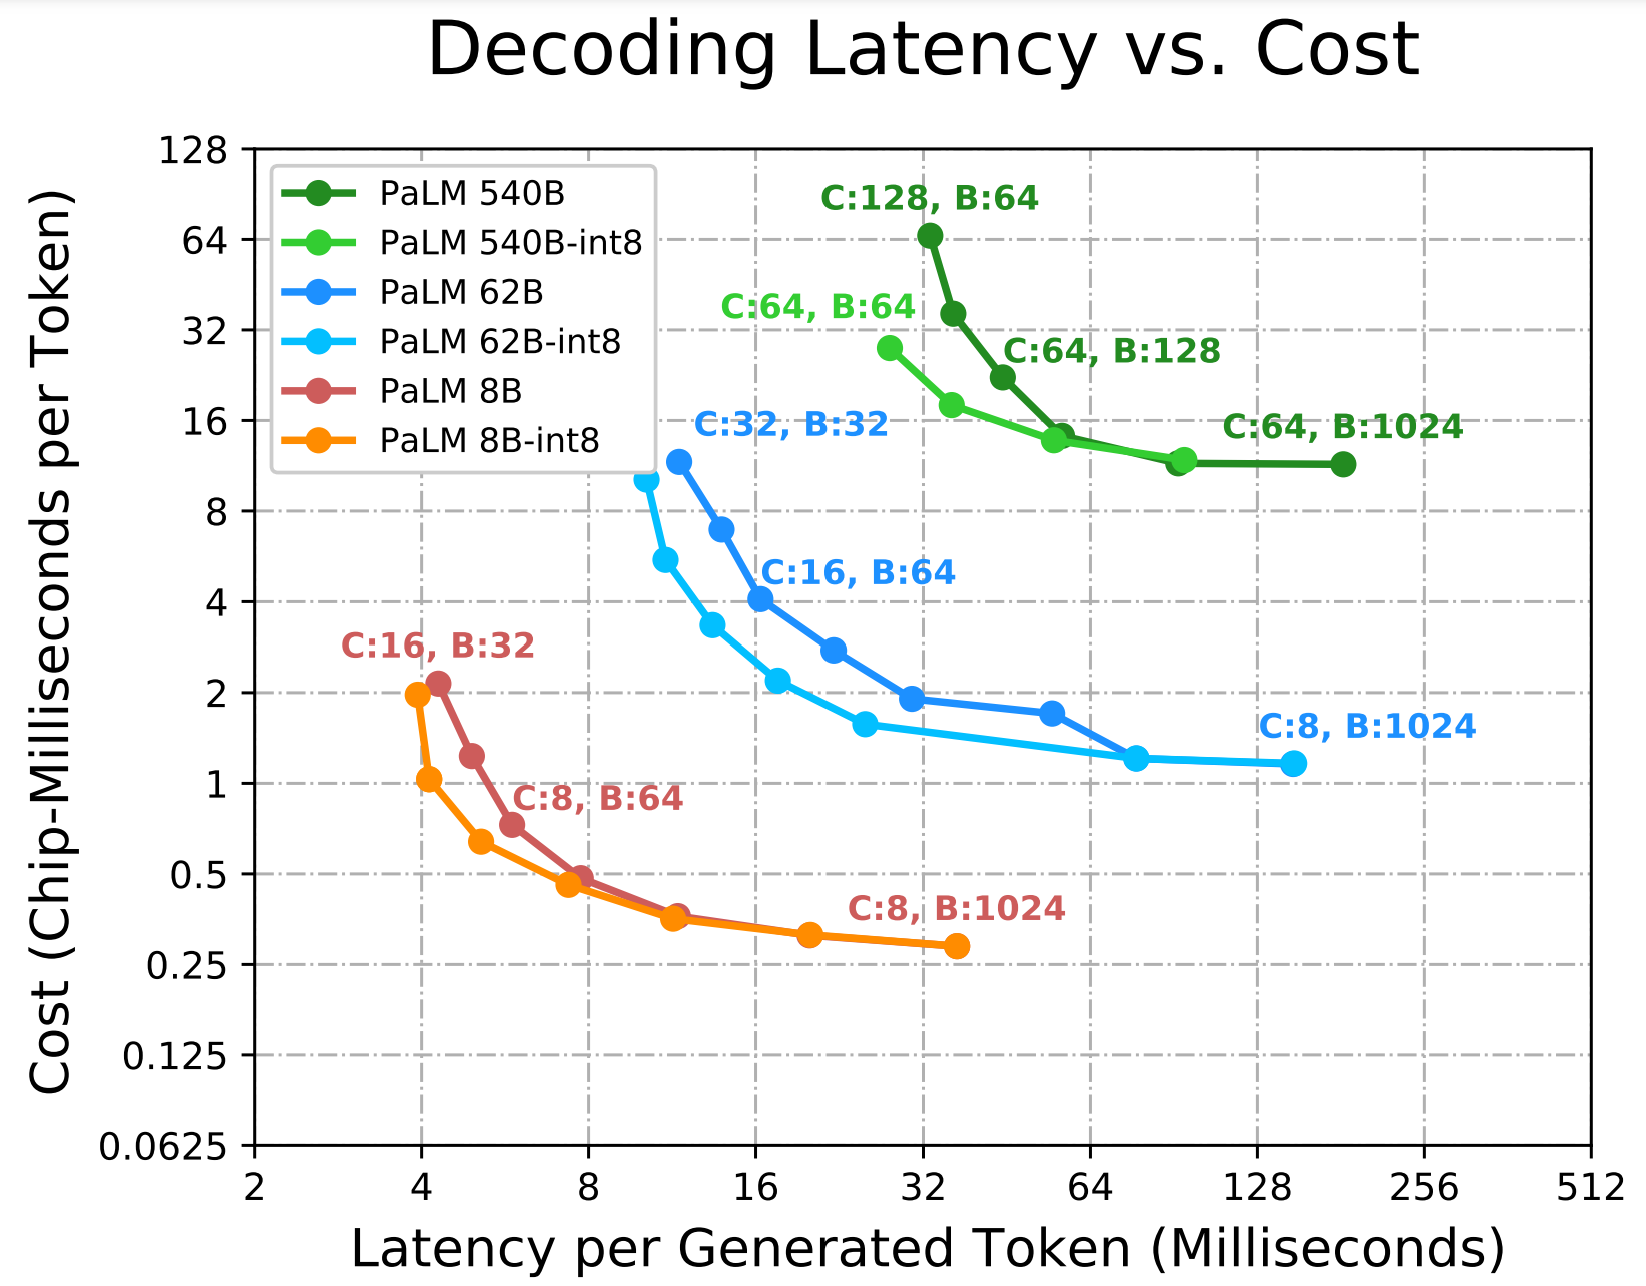 Decoding Latency vs. Cost
Cost (Chip-Milliseconds per Token)
128
64
32
16
8
4
2
1
0.5
0.25
0.125
0.0625
PaLM 540B
PaLM 540B-int8
PaLM 62B
PaLM 62B-int8
PaLM 8B
PaLM 8B-int8
C:128, B:64
C:64, B:64
C:64, B:128
C:64, B:1024
C:32, B:32
C:16, B:64
C:8, B:1024
C:16, B:32
C:8, B:64
C:8, B:1024
2 4 8 16 32 64 128 256 512
Latency per Generated Token (Milliseconds)